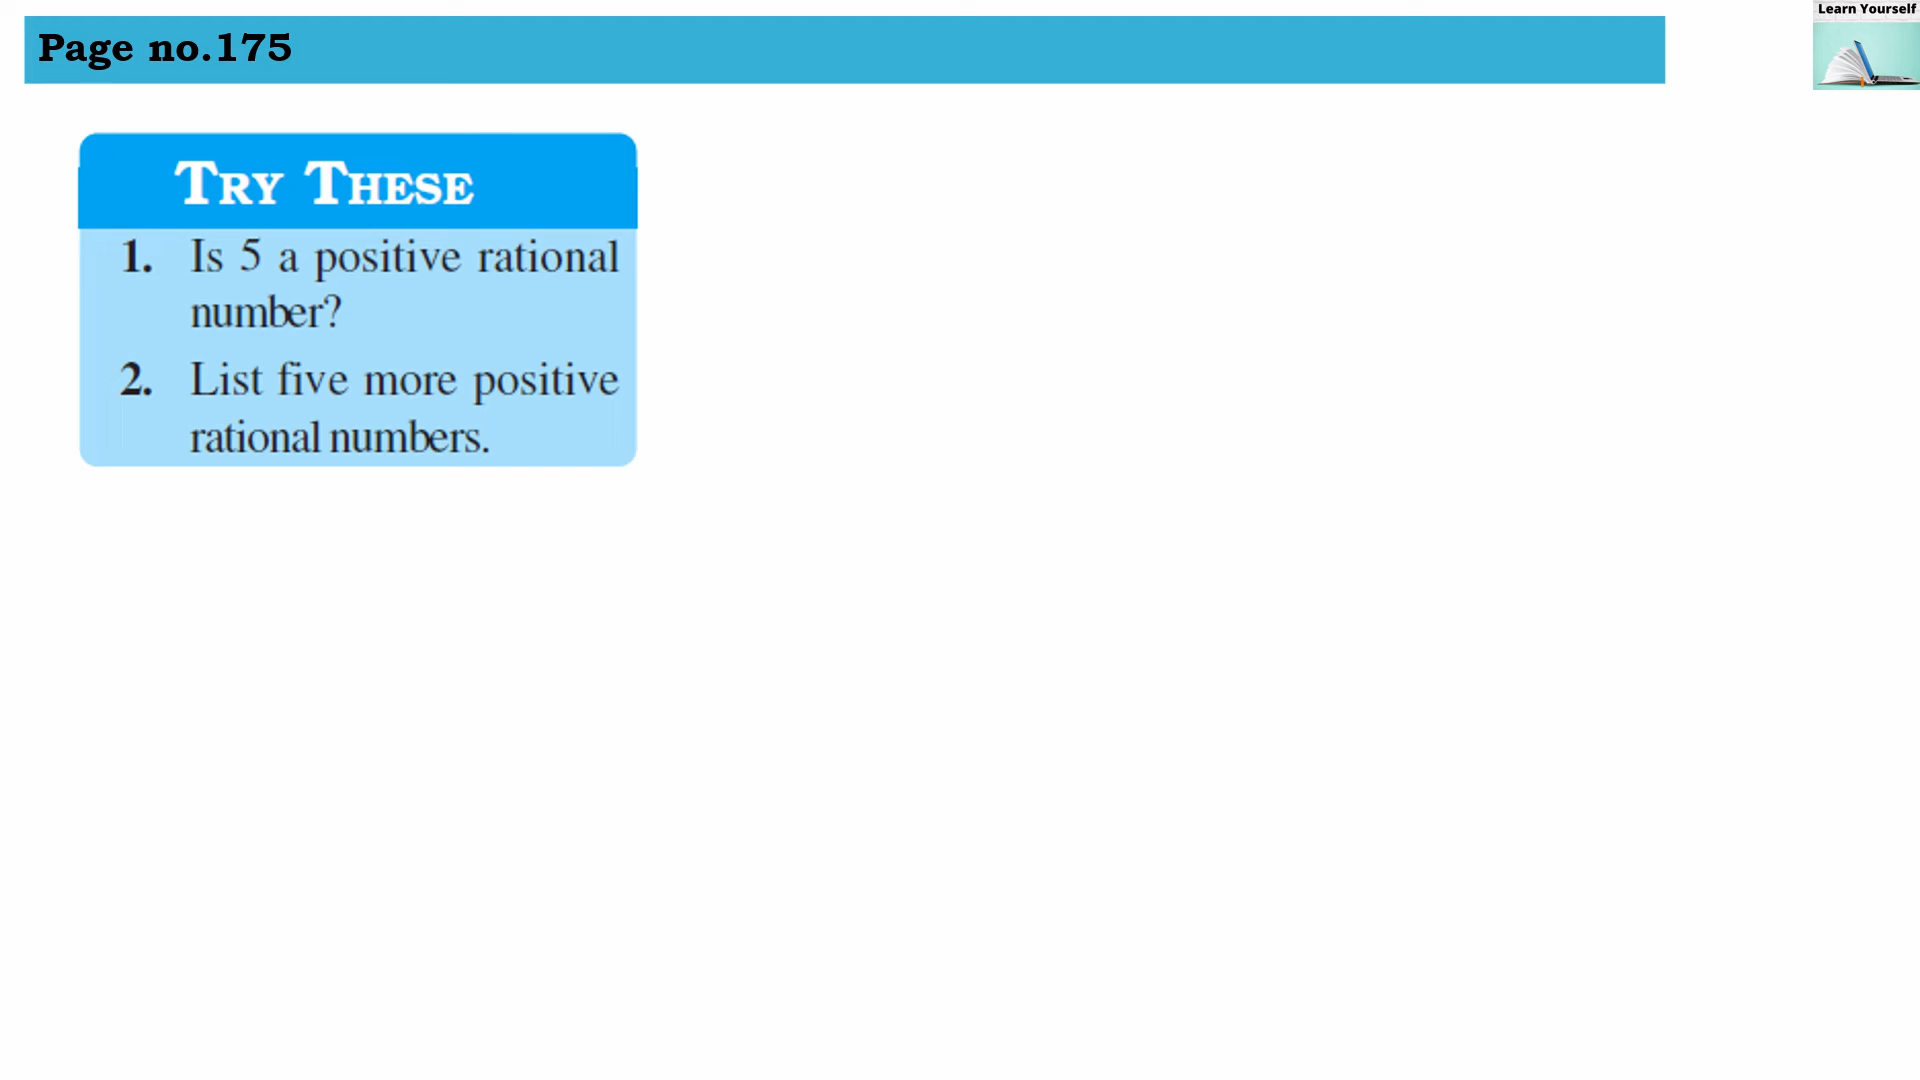 Learn Yourself
Page no.175
TRY THESE
1. Is 5 a positive rational
number?
2. List five more positive
rational numbers.